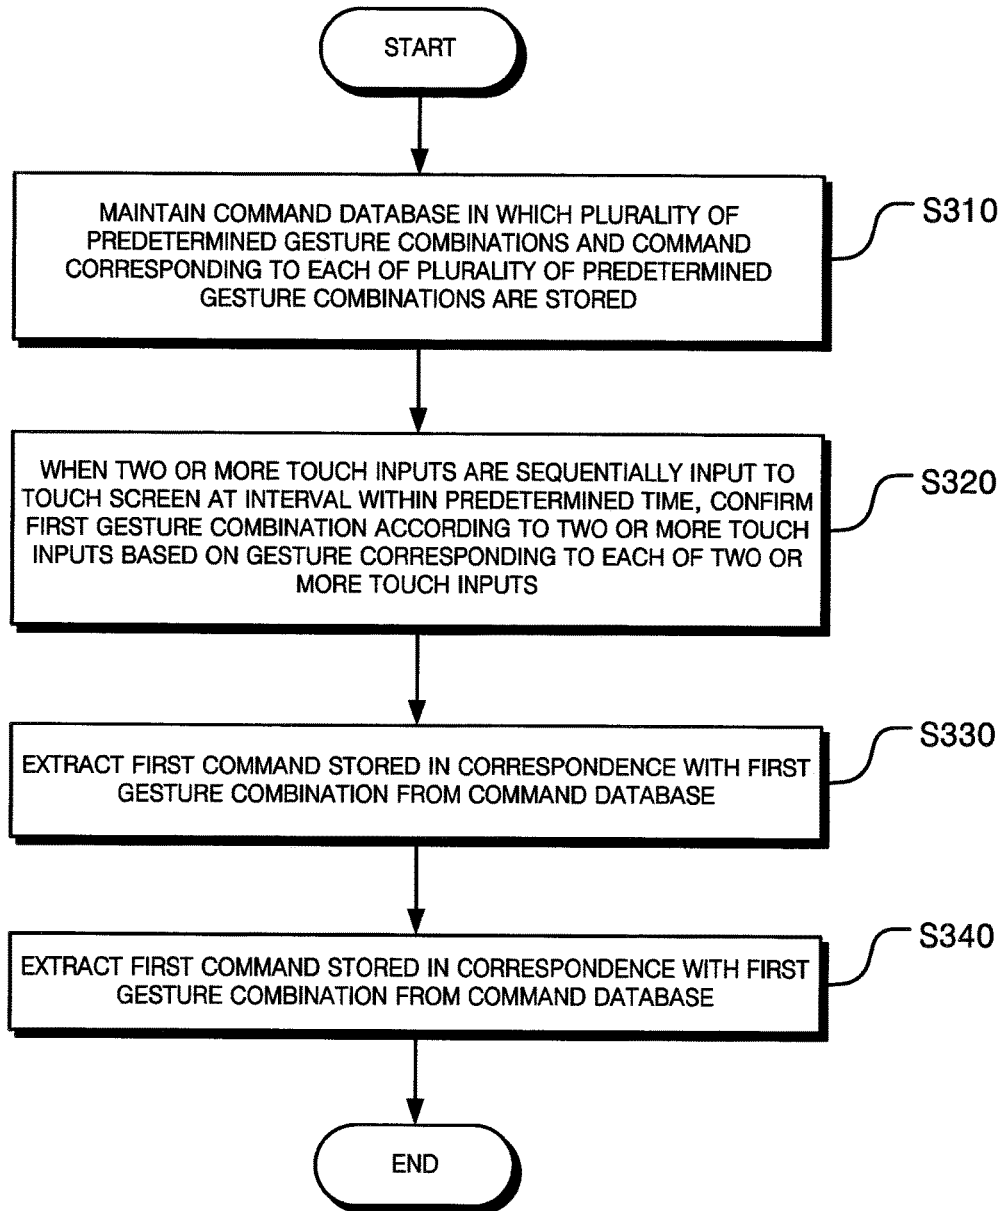 START
MAINTAIN COMMAND DATABASE IN WHICH PLURALITY OF
PREDETERMINED GESTURE COMBINATIONS AND COMMAND
CORRESPONDING TO EACH OF PLURALITY OF PREDETERMINED
GESTURE COMBINATIONS ARE STORED
S310
WHEN TWO OR MORE TOUCH INPUTS ARE SEQUENTIALLY INPUT TO
TOUCH SCREEN AT INTERVAL WITHIN PREDETERMINED TIME, CONFIRM
FIRST GESTURE COMBINATION ACCORDING TO TWO OR MORE TOUCH
INPUTS BASED ON GESTURE CORRESPONDING TO EACH OF TWO OR
MORE TOUCH INPUTS
S320
EXTRACT FIRST COMMAND STORED IN CORRESPONDENCE WITH FIRST
GESTURE COMBINATION FROM COMMAND DATABASE
S330
EXTRACT FIRST COMMAND STORED IN CORRESPONDENCE WITH FIRST
GESTURE COMBINATION FROM COMMAND DATABASE
S340
END